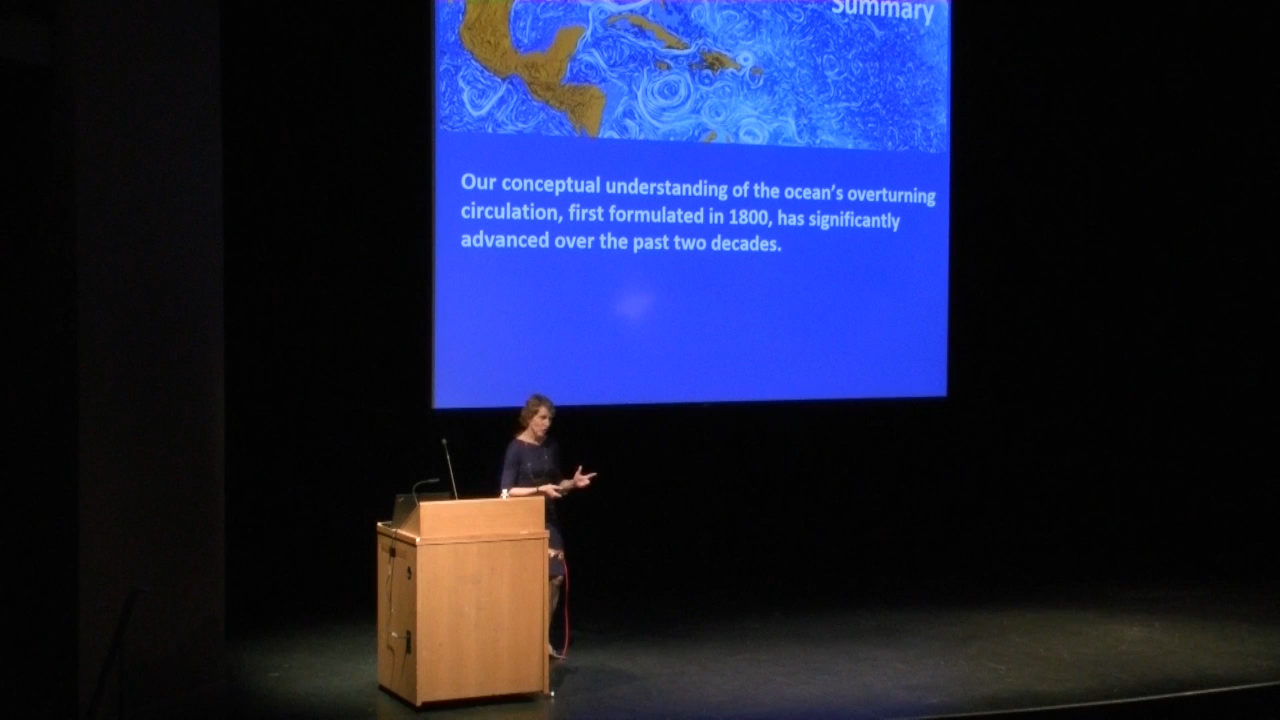 Summary
Our conceptual understanding of the ocean's overturning
circulation, first formulated in 1800, has significantly
advanced over the past two decades.